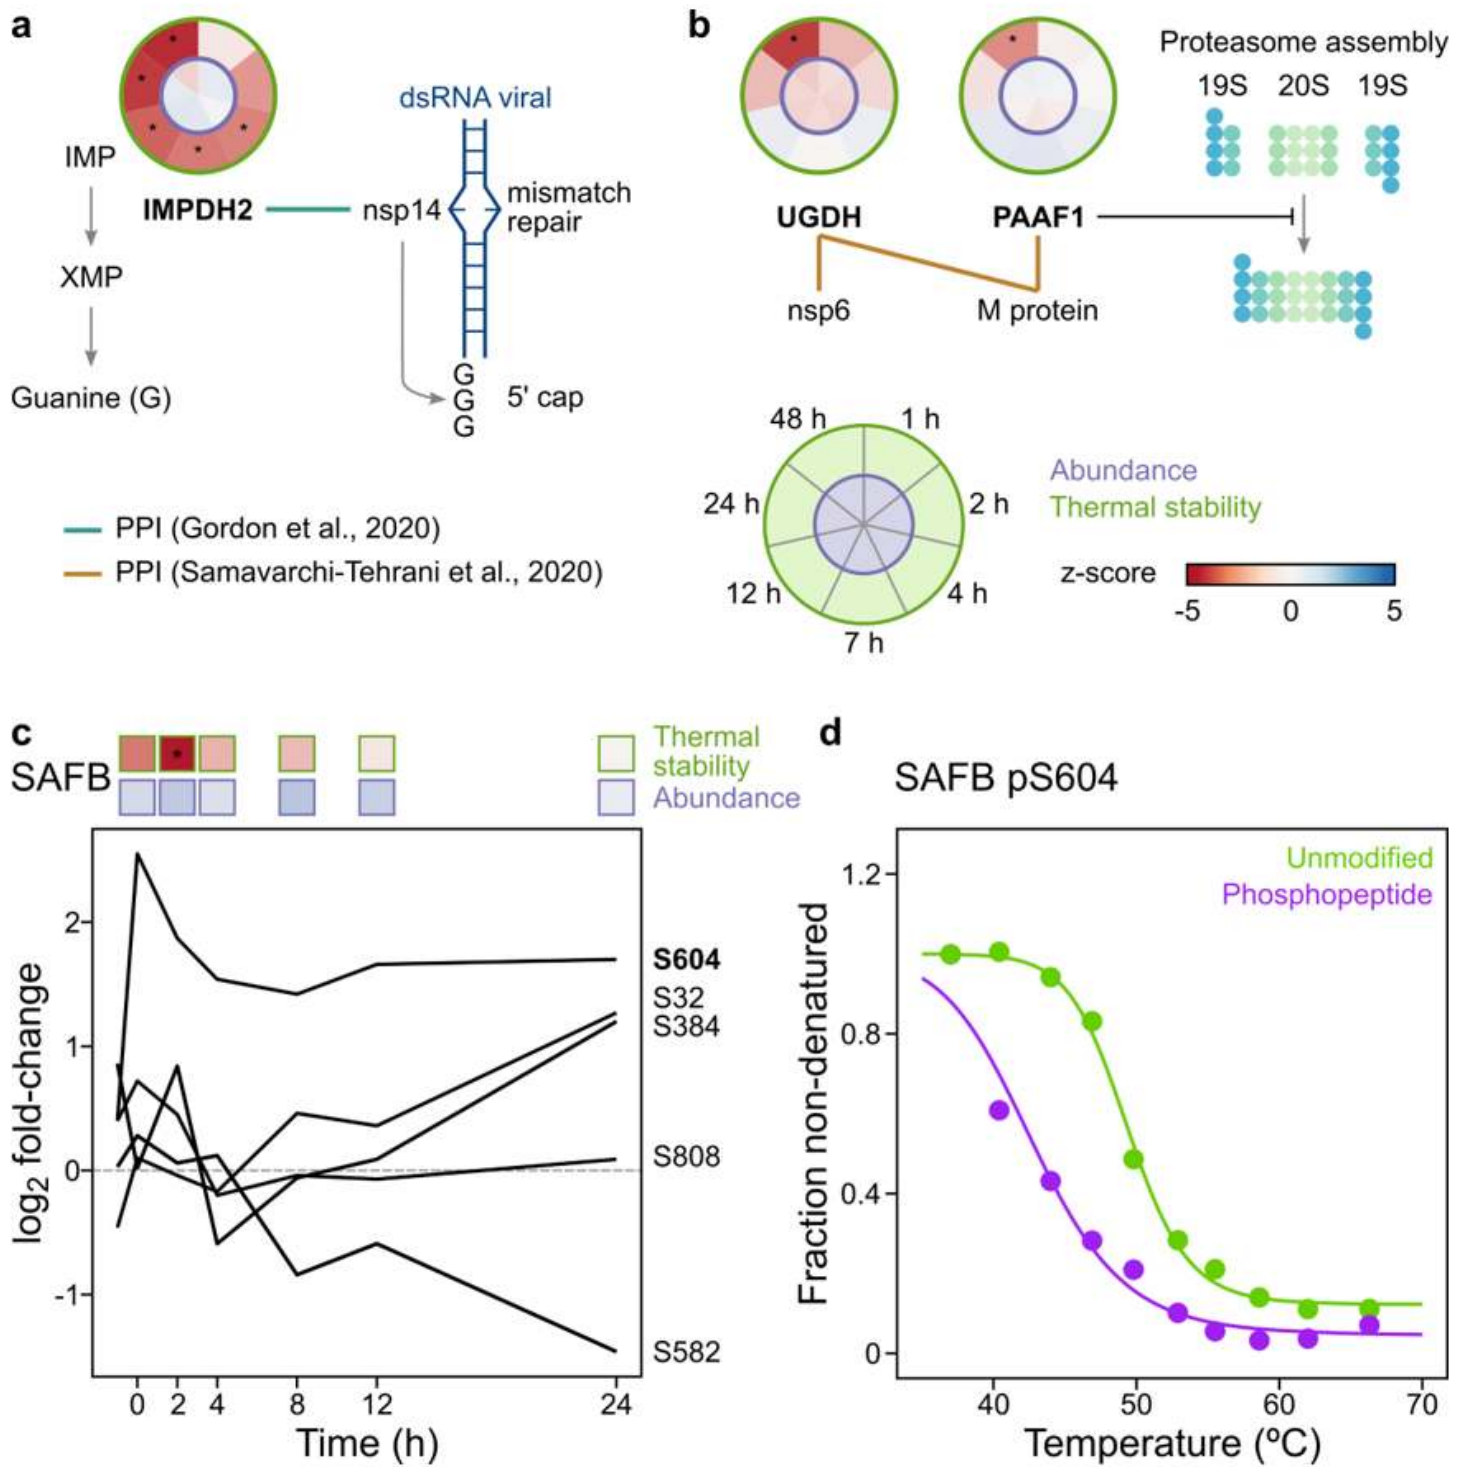 a
IMP
XMP
Guanine (G)
IMPDH2
nsp14
dsRNA viral
mismatch
repair
G
G
G
5' cap
PPI (Gordon et al., 2020)
PPI (Samavarchi-Tehrani et al., 2020)
b
UGDH
PAAF1
nsp6
M protein
Proteasome assembly
19S 20S 19S
48 h
1 h
24 h
2 h
12 h
4 h
7 h
Abundance
Thermal stability
z-score
-5 0 5
c
SAFB
Thermal
stability
Abundance
log2 fold-change
2
1
0
-1
S604
S32
S384
S808
S582
0 2 4 8 12 24
Time (h)
d
SAFB pS604
Unmodified
Phosphopeptide
Fraction non-denatured
1.2
0.8
0.4
0
40 50 60 70
Temperature (ºC)